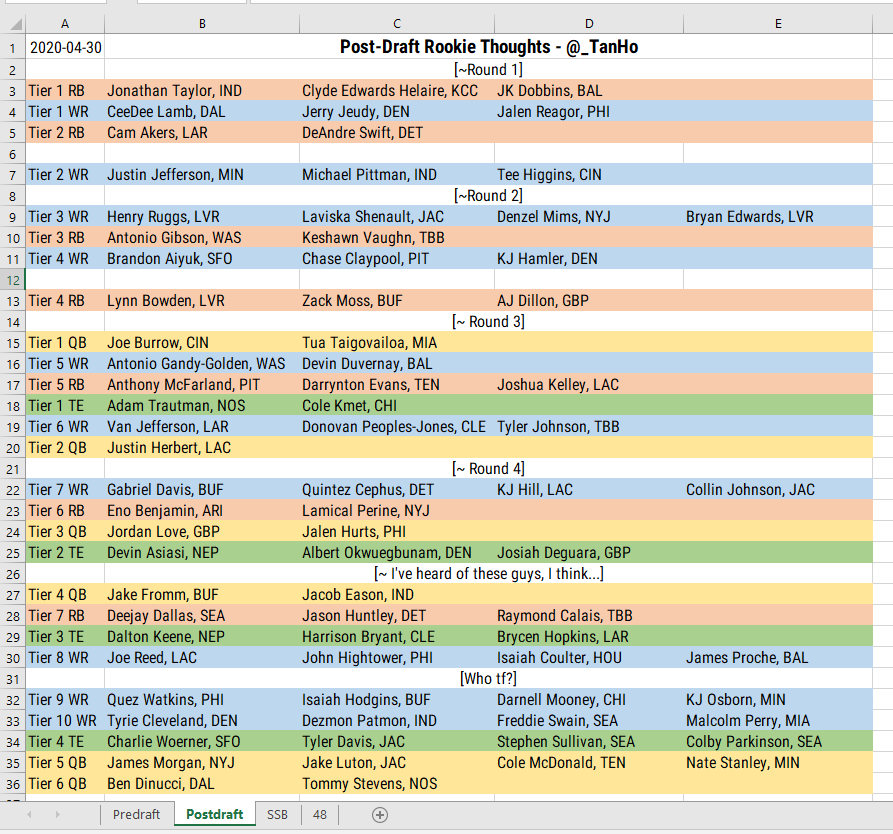 A B C D E
1 2020-04-30 Post-Draft Rookie Thoughts - @_TanHo
2 [~Round 1]
3 Tier 1 RB Jonathan Taylor, IND Clyde Edwards Helaire, KCC JK Dobbins, BAL
4 Tier 1 WR CeeDee Lamb, DAL Jerry Jeudy, DEN Jalen Reagor, PHI
5 Tier 2 RB Cam Akers, LAR DeAndre Swift, DET
6
7 Tier 2 WR Justin Jefferson, MIN Michael Pittman, IND Tee Higgins, CIN
8 [~Round 2]
9 Tier 3 WR Henry Ruggs, LVR Laviska Shenault, JAC Denzel Mims, NYJ Bryan Edwards, LVR
10 Tier 3 RB Antonio Gibson, WAS Keshawn Vaughn, TBB
11 Tier 4 WR Brandon Aiyuk, SFO Chase Claypool, PIT KJ Hamler, DEN
12
13 Tier 4 RB Lynn Bowden, LVR Zack Moss, BUF AJ Dillon, GBP
14 [~ Round 3]
15 Tier 1 QB Joe Burrow, CIN Tua Taigovailoa, MIA
16 Tier 5 WR Antonio Gandy-Golden, WAS Devin Duvernay, BAL
17 Tier 5 RB Anthony McFarland, PIT Darrynton Evans, TEN Joshua Kelley, LAC
18 Tier 1 TE Adam Trautman, NOS Cole Kmet, CHI
19 Tier 6 WR Van Jefferson, LAR Donovan Peoples-Jones, CLE Tyler Johnson, TBB
20 Tier 2 QB Justin Herbert, LAC
21 [~ Round 4]
22 Tier 7 WR Gabriel Davis, BUF Quintez Cephus, DET KJ Hill, LAC Collin Johnson, JAC
23 Tier 6 RB Eno Benjamin, ARI Lamical Perine, NYJ
24 Tier 3 QB Jordan Love, GBP Jalen Hurts, PHI
25 Tier 2 TE Devin Asiasi, NEP Albert Okwuegbunam, DEN Josiah Deguara, GBP
26 [~ I've heard of these guys, I think...]
27 Tier 4 QB Jake Fromm, BUF Jacob Eason, IND
28 Tier 7 RB Deejay Dallas, SEA Jason Huntley, DET Raymond Calais, TBB
29 Tier 3 TE Dalton Keene, NEP Harrison Bryant, CLE Brycen Hopkins, LAR
30 Tier 8 WR Joe Reed, LAC John Hightower, PHI Isaiah Coulter, HOU James Proche, BAL
31 [Who tf?]
32 Tier 9 WR Quez Watkins, PHI Isaiah Hodgins, BUF Darnell Mooney, CHI KJ Osborn, MIN
33 Tier 10 WR Tyrie Cleveland, DEN Dezmon Patmon, IND Freddie Swain, SEA Malcolm Perry, MIA
34 Tier 4 TE Charlie Woerner, SFO Tyler Davis, JAC Stephen Sullivan, SEA Colby Parkinson, SEA
35 Tier 5 QB James Morgan, NYJ Jake Luton, JAC Cole McDonald, TEN Nate Stanley, MIN
36 Tier 6 QB Ben Dinucci, DAL Tommy Stevens, NOS
Predraft Postdraft SSB 48